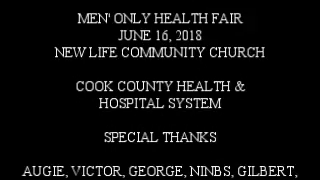 MEN' ONLY HEALTH FAIR
JUNE 16, 2018
NEW LIFE COMMUNITY CHURCH
COOK COUNTY HEALTH &
HOSPITAL SYSTEM
SPECIAL THANKS
AUGIE, VICTOR, GEORGE, NINBS, GILBERT,